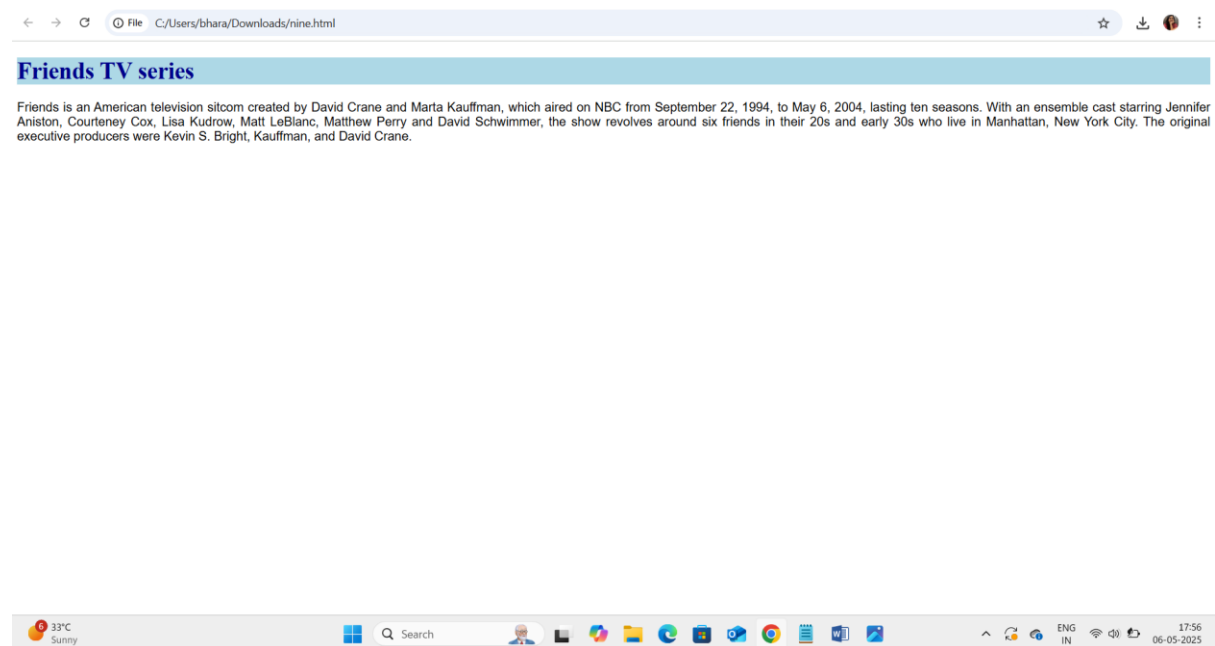 File C:/Users/bhara/Downloads/nine.html
Friends TV series
Friends is an American television sitcom created by David Crane and Marta Kauffman, which aired on NBC from September 22, 1994, to May 6, 2004, lasting ten seasons. With an ensemble cast starring Jennifer
Aniston, Courteney Cox, Lisa Kudrow, Matt LeBlanc, Matthew Perry and David Schwimmer, the show revolves around six friends in their 20s and early 30s who live in Manhattan, New York City. The original
executive producers were Kevin S. Bright, Kauffman, and David Crane.
6 33°C
Sunny
Search
ENG
IN
17:56
06-05-2025